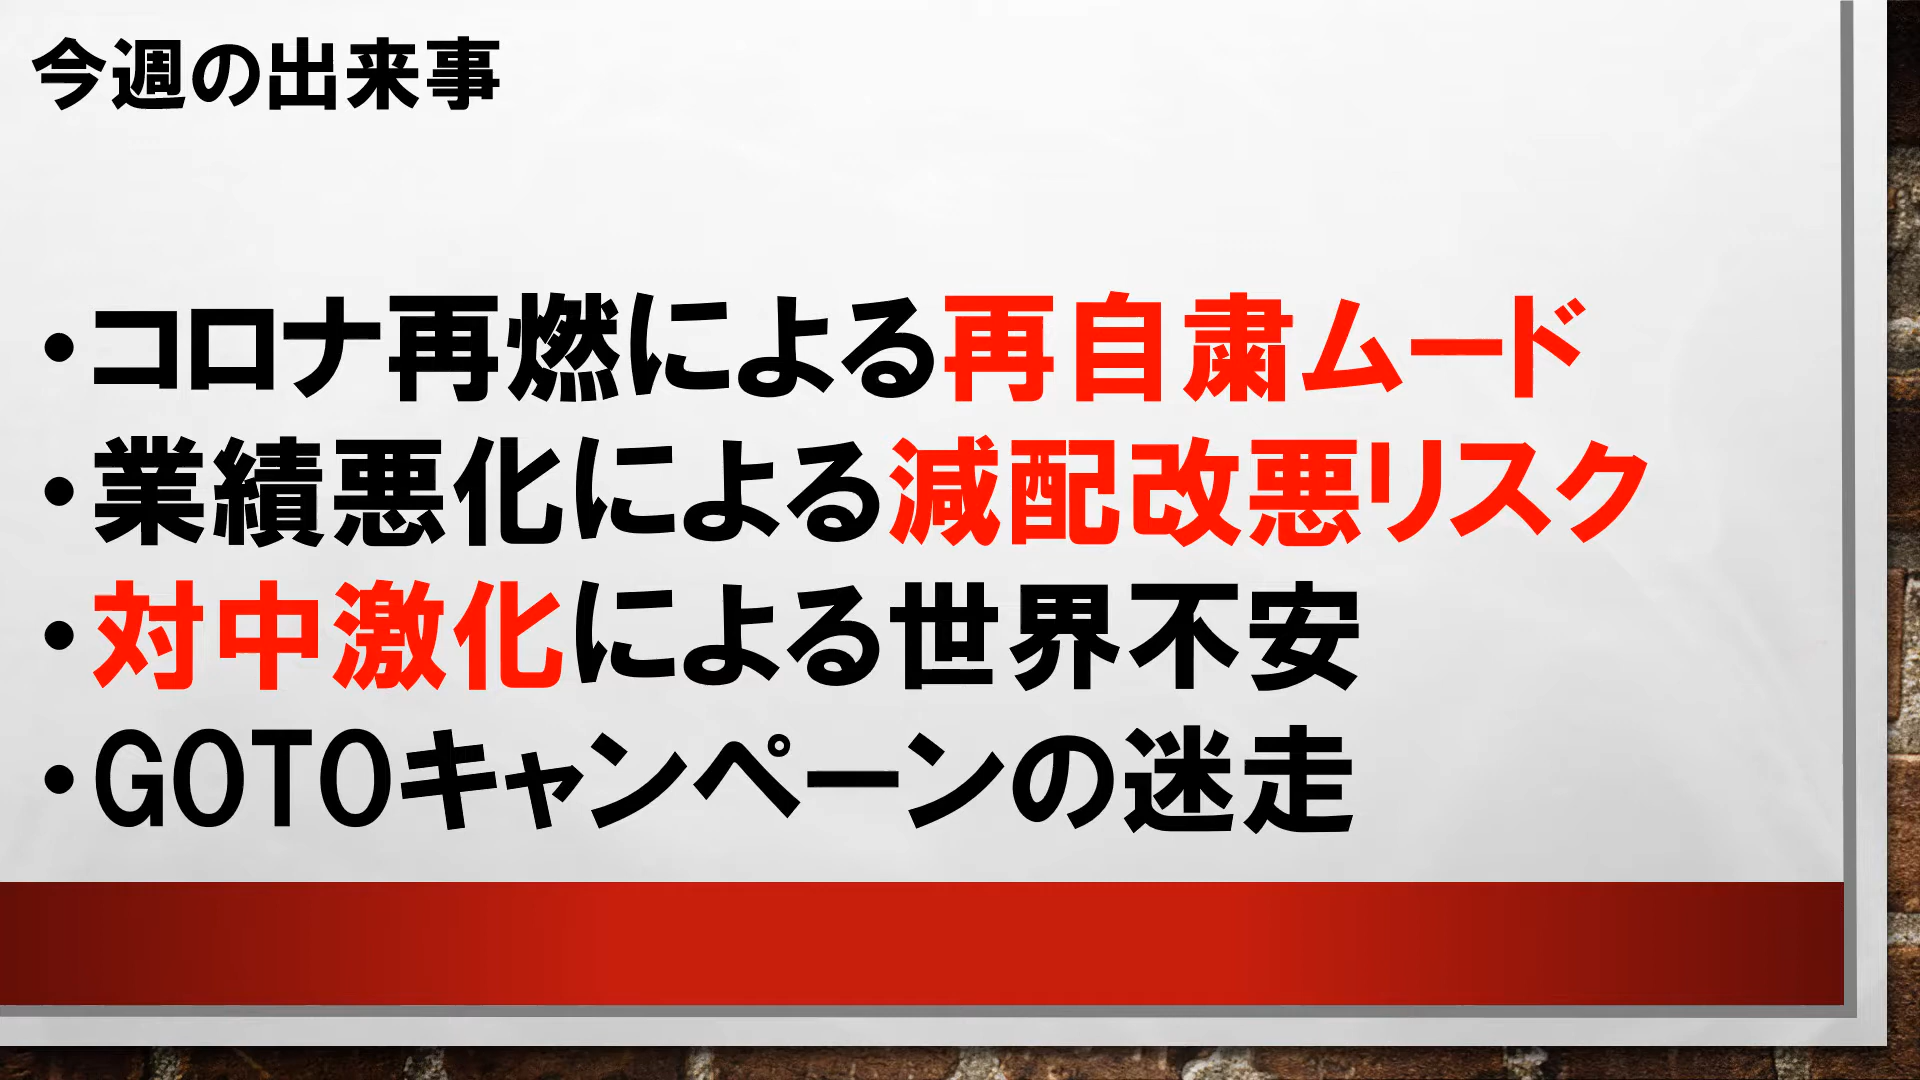 今週の出来事
・コロナ再燃による再自粛ムード
・業績悪化による減配改悪リスク
・対中激化による世界不安
・GOTOキャンペーンの迷走